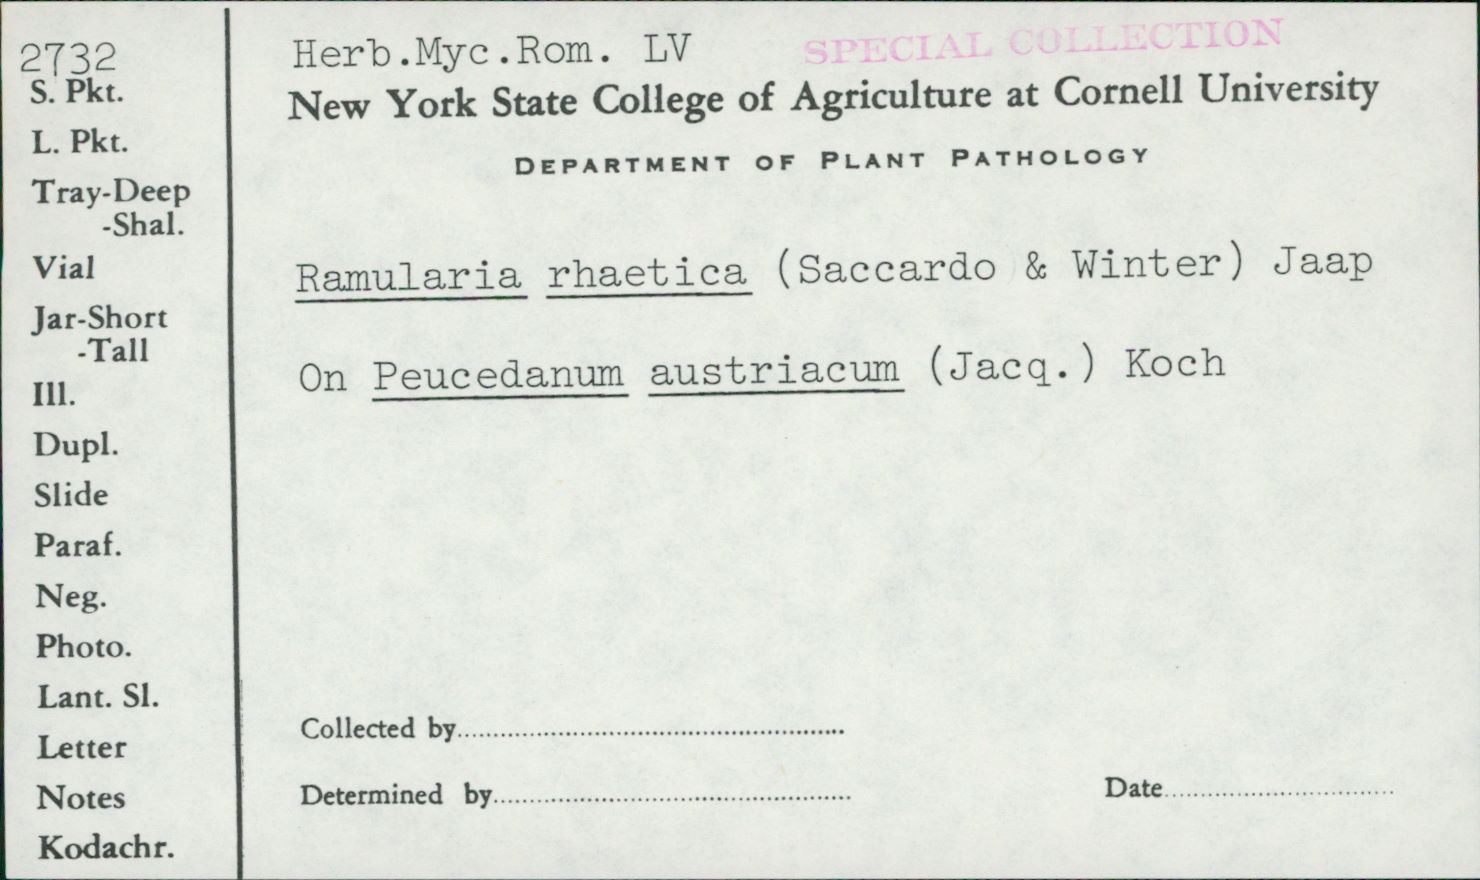 2732
S. Pkt.
L. Pkt.
Tray-Deep
-Shal.
Vial
Jar-Short
-Tall
Ill.
Dupl.
Slide
Paraf.
Neg.
Photo.
Lant. Sl.
Letter
Notes
Kodachr.
Herb.Myc.Rom. LV SPECIAL COLLECTION
New York State College of Agriculture at Cornell University
DEPARTMENT OF PLANT PATHOLOGY
Ramularia rhaetica (Saccardo & Winter) Jaap
On Peucedanum austriacum (Jacq.) Koch
Collected by
Determined by Date